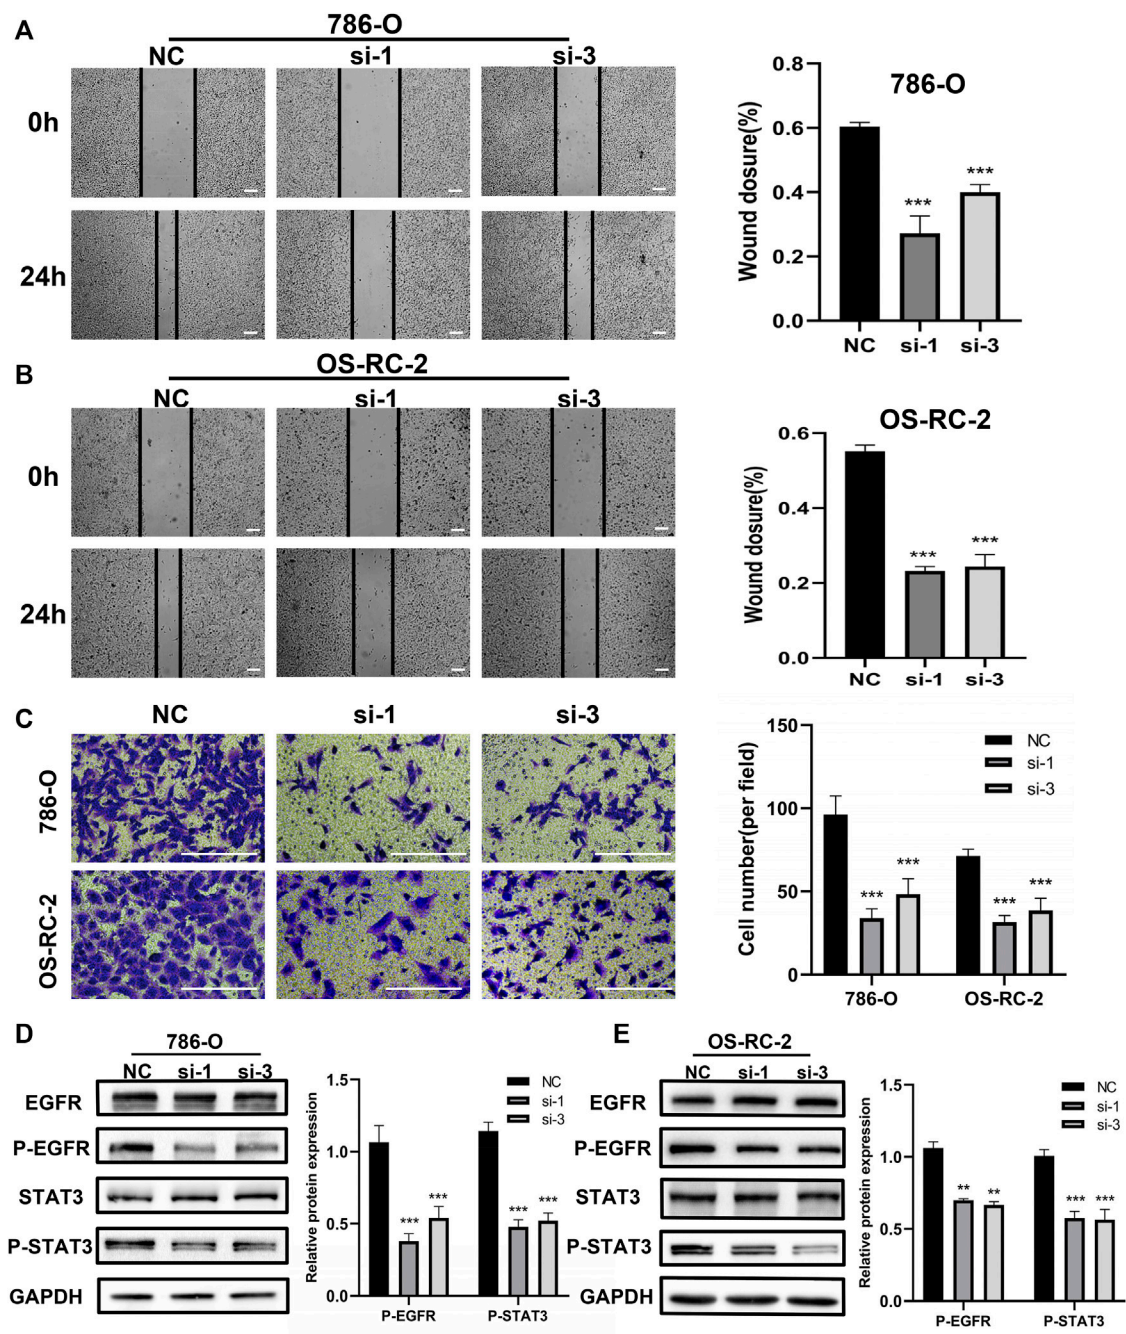 A
786-O
NC si-1 si-3
0h
24h
0.8
0.6
0.4
0.2
0.0
Wound dosure(%)
786-O
***
***
NC si-1 si-3
B
OS-RC-2
NC si-1 si-3
0h
24h
0.6
0.4
0.2
0.0
Wound dosure(%)
OS-RC-2
***
***
NC si-1 si-3
C
NC si-1 si-3
786-O
OS-RC-2
150
100
50
0
Cell number(per field)
NC
si-1
si-3
***
***
***
***
786-O OS-RC-2
D
786-O
NC si-1 si-3
EGFR
P-EGFR
STAT3
P-STAT3
GAPDH
1.5
1.0
0.5
0.0
Relative protein expression
NC
si-1
si-3
***
***
***
***
P-EGFR P-STAT3
E
OS-RC-2
NC si-1 si-3
EGFR
P-EGFR
STAT3
P-STAT3
GAPDH
1.5
1.0
0.5
0.0
Relative protein expression
NC
si-1
si-3
**
**
***
***
P-EGFR P-STAT3